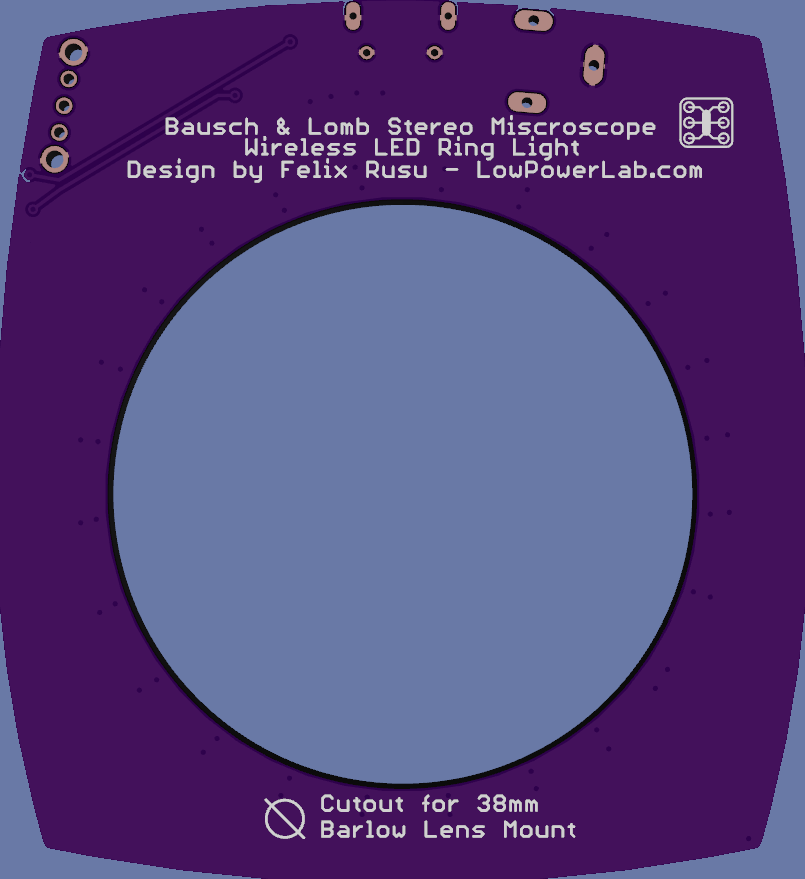 Bausch & Lomb Stereo Miscroscope
Wireless LED Ring Light
Design by Felix Rusu - LowPowerLab.com
Cutout for 38mm
Barlow Lens Mount